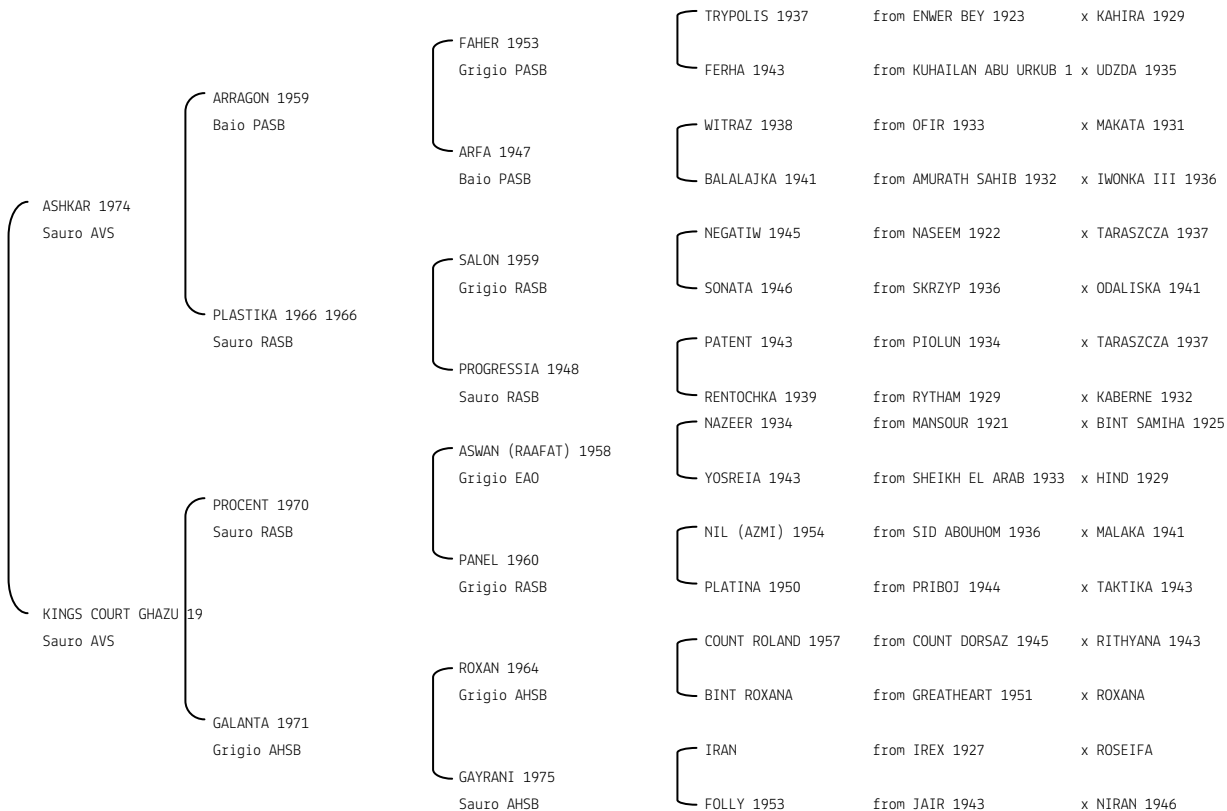 TRYPOLIS 1937 from ENWER BEY 1923 x KAHIRA 1929
FAHER 1953
Grigio PASB
FERHA 1943 from KUHAILAN ABU URKUB 1 x UDZDA 1935
ARRAGON 1959
Baio PASB
WITRAZ 1938 from OFIR 1933 x MAKATA 1931
ARFA 1947
Baio PASB
BALALAJKA 1941 from AMURATH SAHIB 1932 x IWONKA III 1936
ASHKAR 1974
Sauro AVS
NEGATIW 1945 from NASEEM 1922 x TARASZCZA 1937
SALON 1959
Grigio RASB
SONATA 1946 from SKRZYP 1936 x ODALISKA 1941
PLASTIKA 1966 1966
Sauro RASB
PATENT 1943 from PIOLUN 1934 x TARASZCZA 1937
PROGRESSIA 1948
Sauro RASB
RENTOCHKA 1939 from RYTHAM 1929 x KABERNE 1932
NAZEER 1934 from MANSOUR 1921 x BINT SAMIHA 1925
ASWAN (RAAFAT) 1958
Grigio EAO
YOSREIA 1943 from SHEIKH EL ARAB 1933 x HIND 1929
PROCENT 1970
Sauro RASB
NIL (AZMI) 1954 from SID ABOUHOM 1936 x MALAKA 1941
PANEL 1960
Grigio RASB
PLATINA 1950 from PRIBOJ 1944 x TAKTIKA 1943
KINGS COURT GHAZU 19
Sauro AVS
COUNT ROLAND 1957 from COUNT DORSAZ 1945 x RITHYANA 1943
ROXAN 1964
Grigio AHSB
BINT ROXANA from GREATHEART 1951 x ROXANA
GALANTA 1971
Grigio AHSB
IRAN from IREX 1927 x ROSEIFA
GAYRANI 1975
Sauro AHSB
FOLLY 1953 from JAIR 1943 x NIRAN 1946